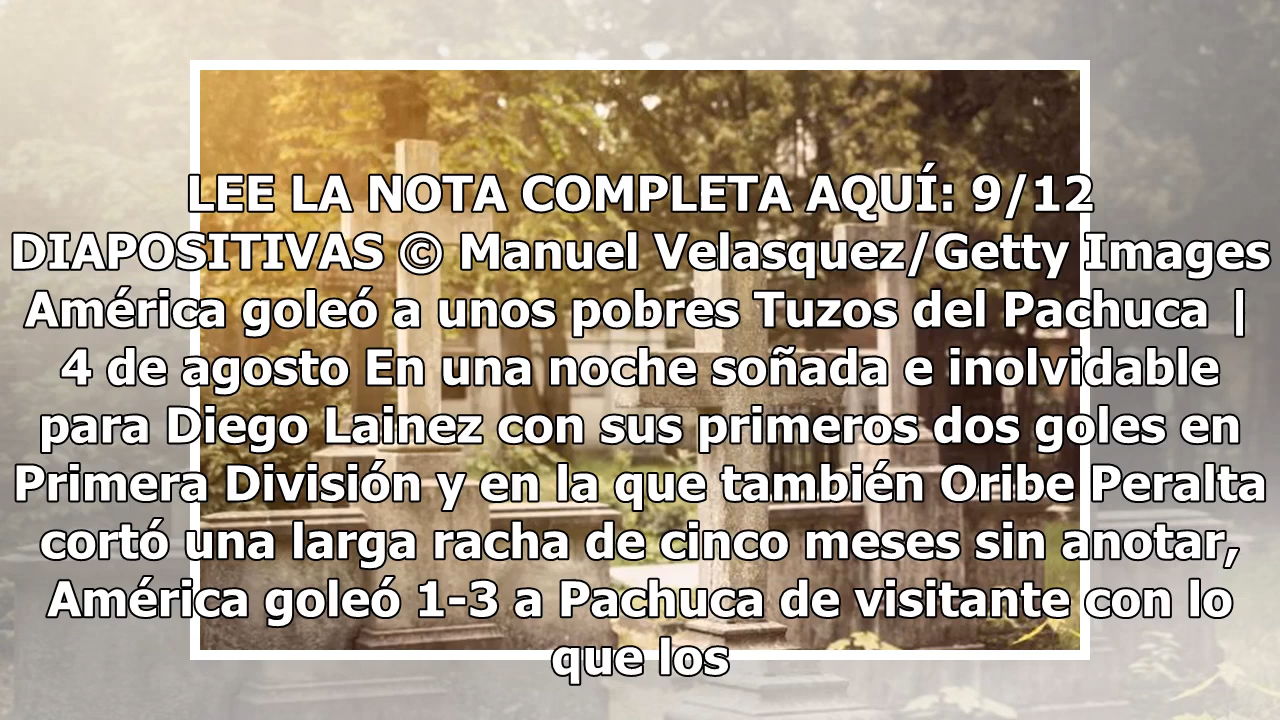 LEE LA NOTA COMPLETA AQUÍ: 9/12
DIAPOSITIVAS © Manuel Velasquez/Getty Images
América goleó a unos pobres Tuzos del Pachuca |
4 de agosto En una noche soñada e inolvidable
para Diego Lainez con sus primeros dos goles en
Primera División y en la que también Oribe Peralta
cortó una larga racha de cinco meses sin anotar,
América goleó 1-3 a Pachuca de visitante con lo
que los